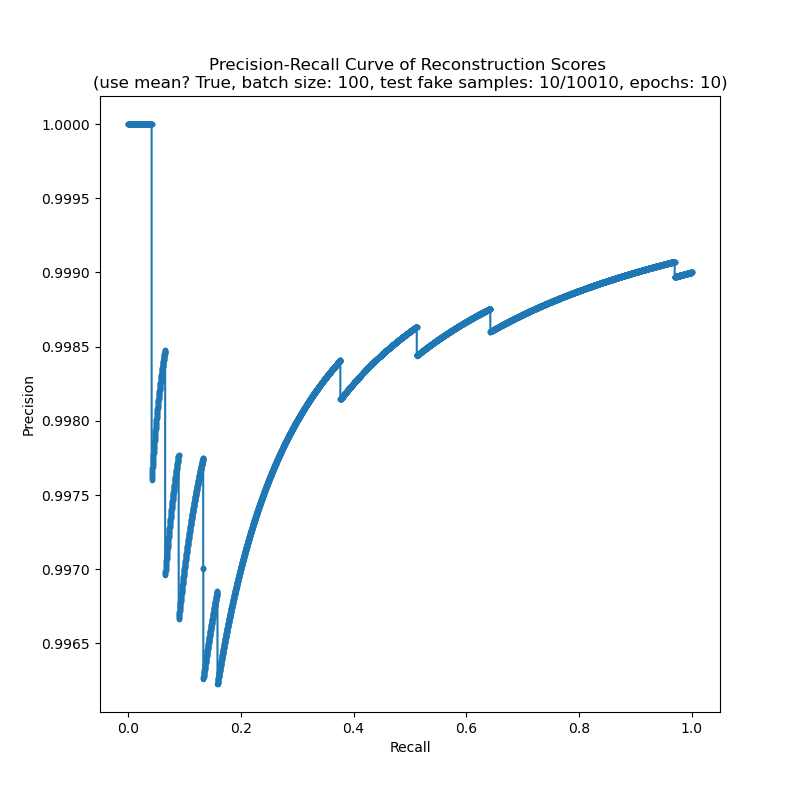 Precision-Recall Curve of Reconstruction Scores
(use mean? True, batch size: 100, test fake samples: 10/10010, epochs: 10)
1.0000
0.9995
0.9990
0.9985
0.9980
0.9975
0.9970
0.9965
Precision
0.0 0.2 0.4 0.6 0.8 1.0
Recall